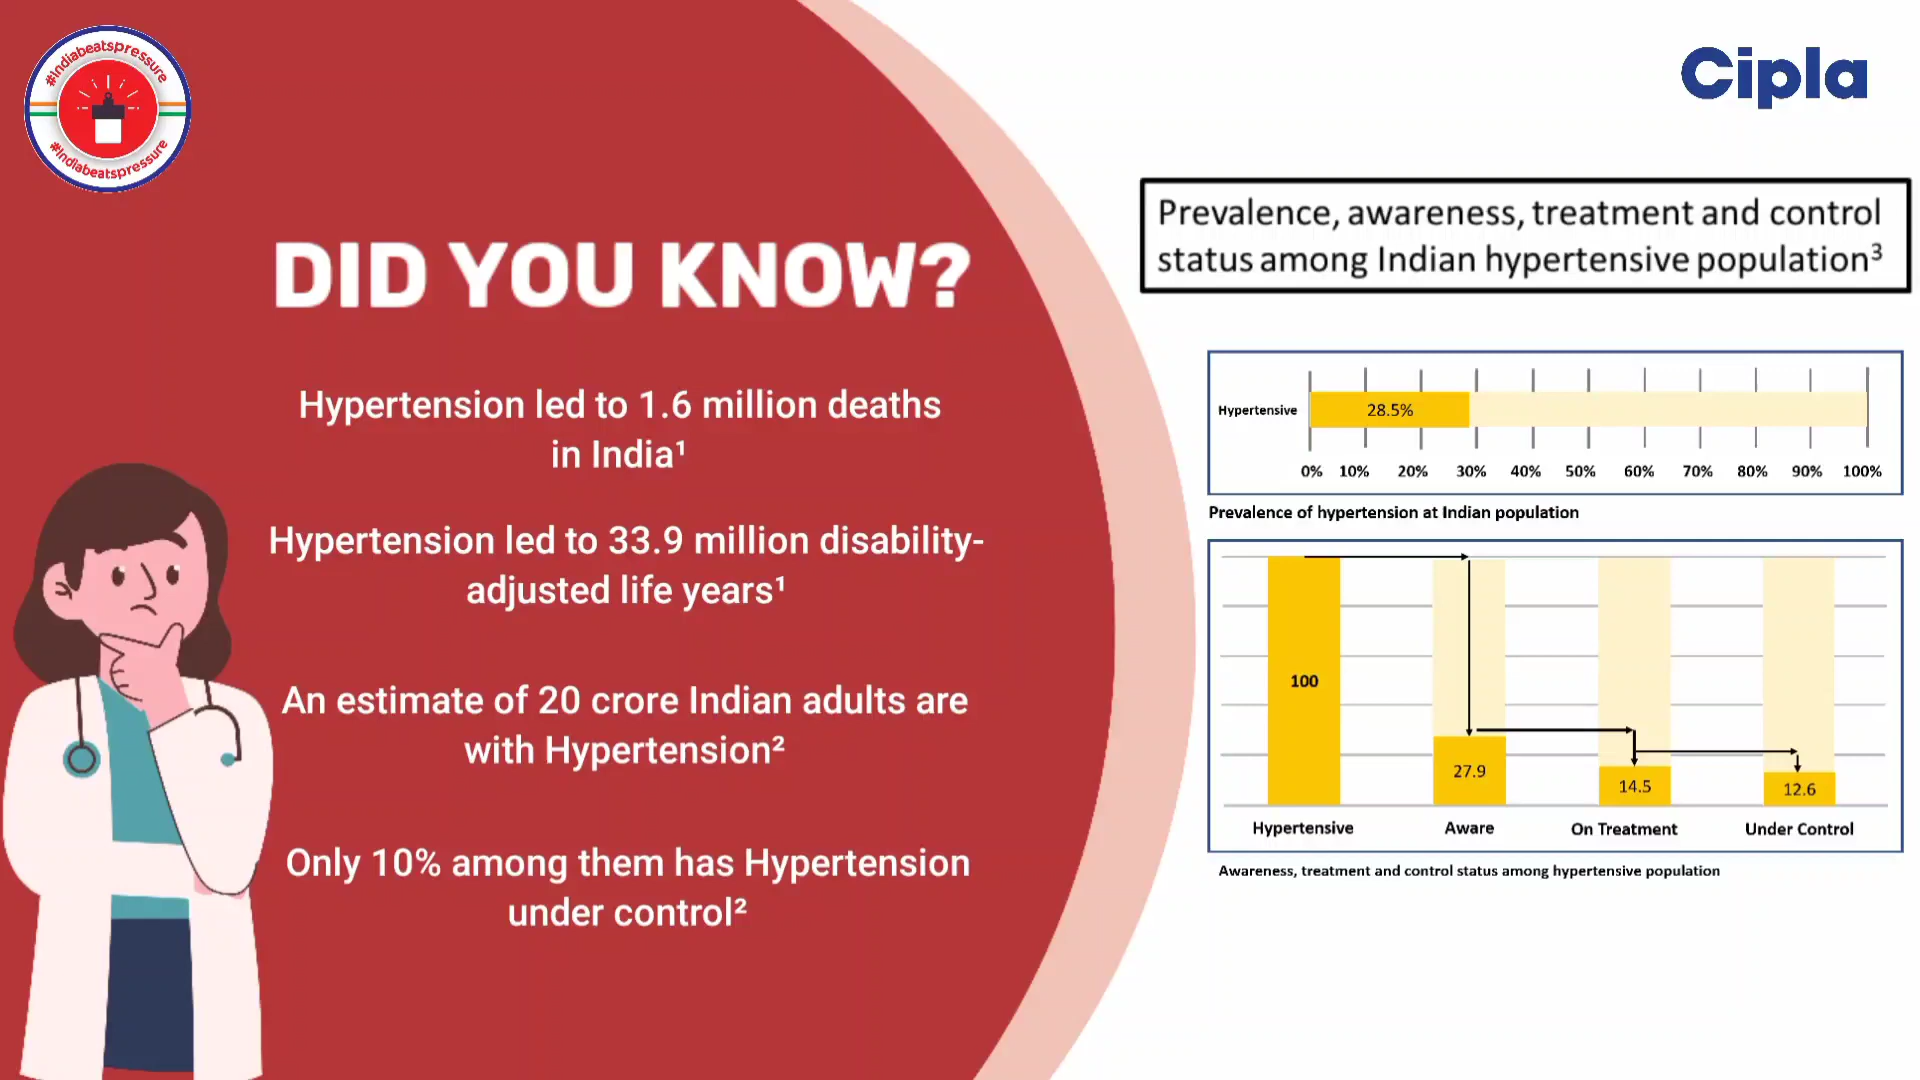 #Indiabeatspressure
#Indiabeatspressure
Cipla
DID YOU KNOW?
Hypertension led to 1.6 million deaths
in India¹
Hypertension led to 33.9 million disability-
adjusted life years¹
An estimate of 20 crore Indian adults are
with Hypertension²
Only 10% among them has Hypertension
under control²
Prevalence, awareness, treatment and control
status among Indian hypertensive population³
Hypertensive 28.5%
0% 10% 20% 30% 40% 50% 60% 70% 80% 90% 100%
Prevalence of hypertension at Indian population
100 27.9 14.5 12.6
Hypertensive Aware On Treatment Under Control
Awareness, treatment and control status among hypertensive population